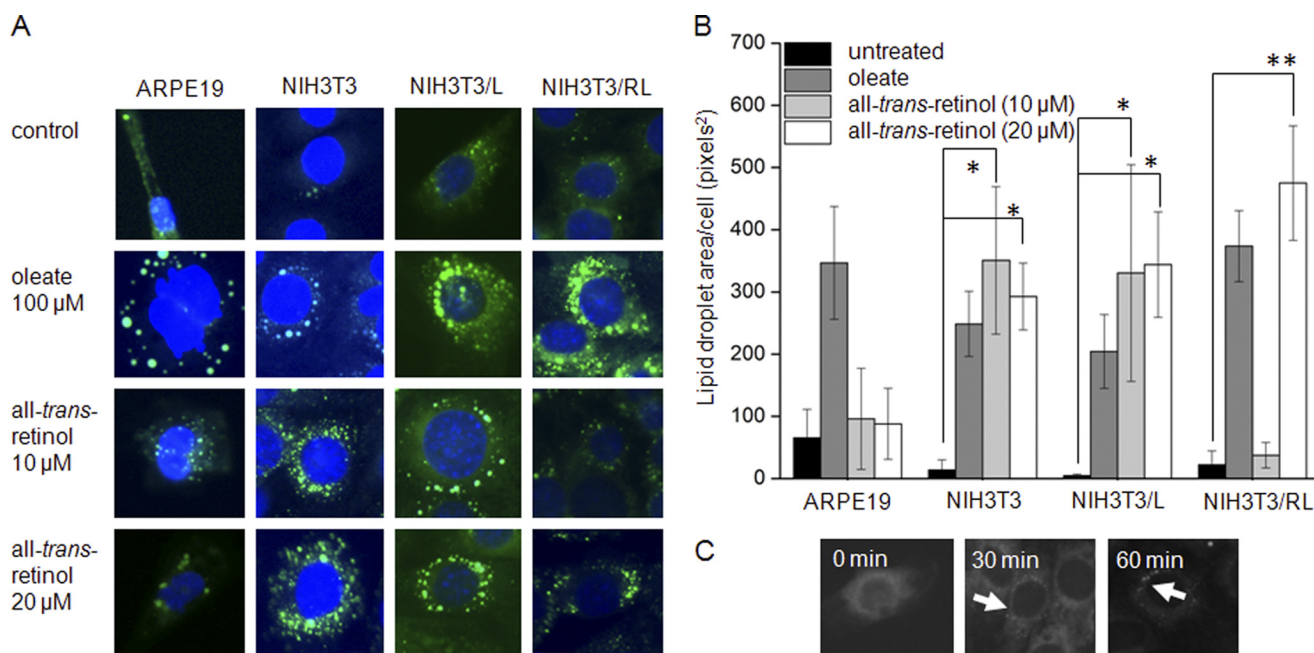 A
ARPE19 NIH3T3 NIH3T3/L NIH3T3/RL
control
oleate
100 µM
all-trans-
retinol
10 µM
all-trans-
retinol
20 µM
B
700
600
500
400
300
200
100
0
Lipid droplet area/cell (pixels²)
untreated
oleate
all-trans-retinol (10 µM)
all-trans-retinol (20 µM)
*
*
*
*
**
ARPE19 NIH3T3 NIH3T3/L NIH3T3/RL
C
0 min 30 min 60 min